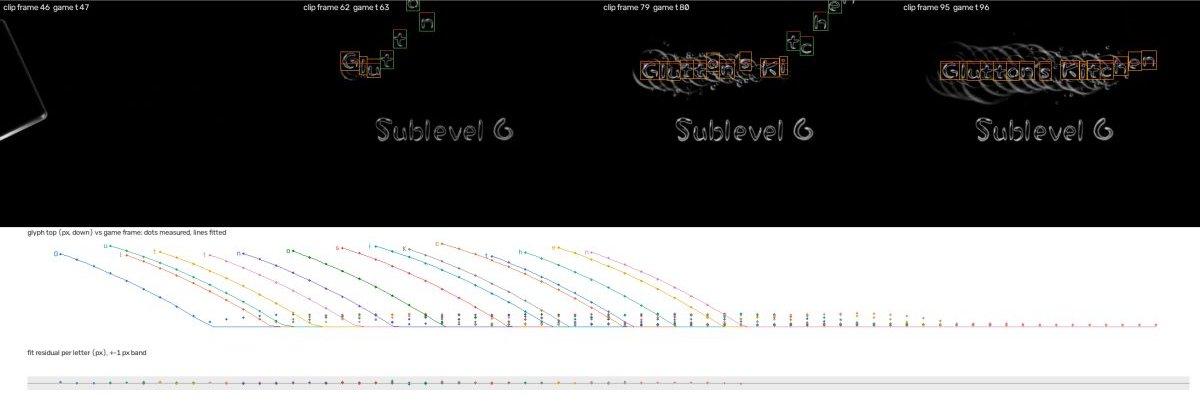 clip frame 46 game t 47
clip frame 62 game t 63
clip frame 79 game t 80
clip frame 95 game t 96
G l u t t o n
Sublevel 6
Glutton's Ki t c h e n
Sublevel 6
Glutton's Kitchen
Sublevel 6
glyph top (px, down) vs game frame: dots measured, lines fitted
G u l t t n o s i K c t h e n
fit residual per letter (px), +-1 px band